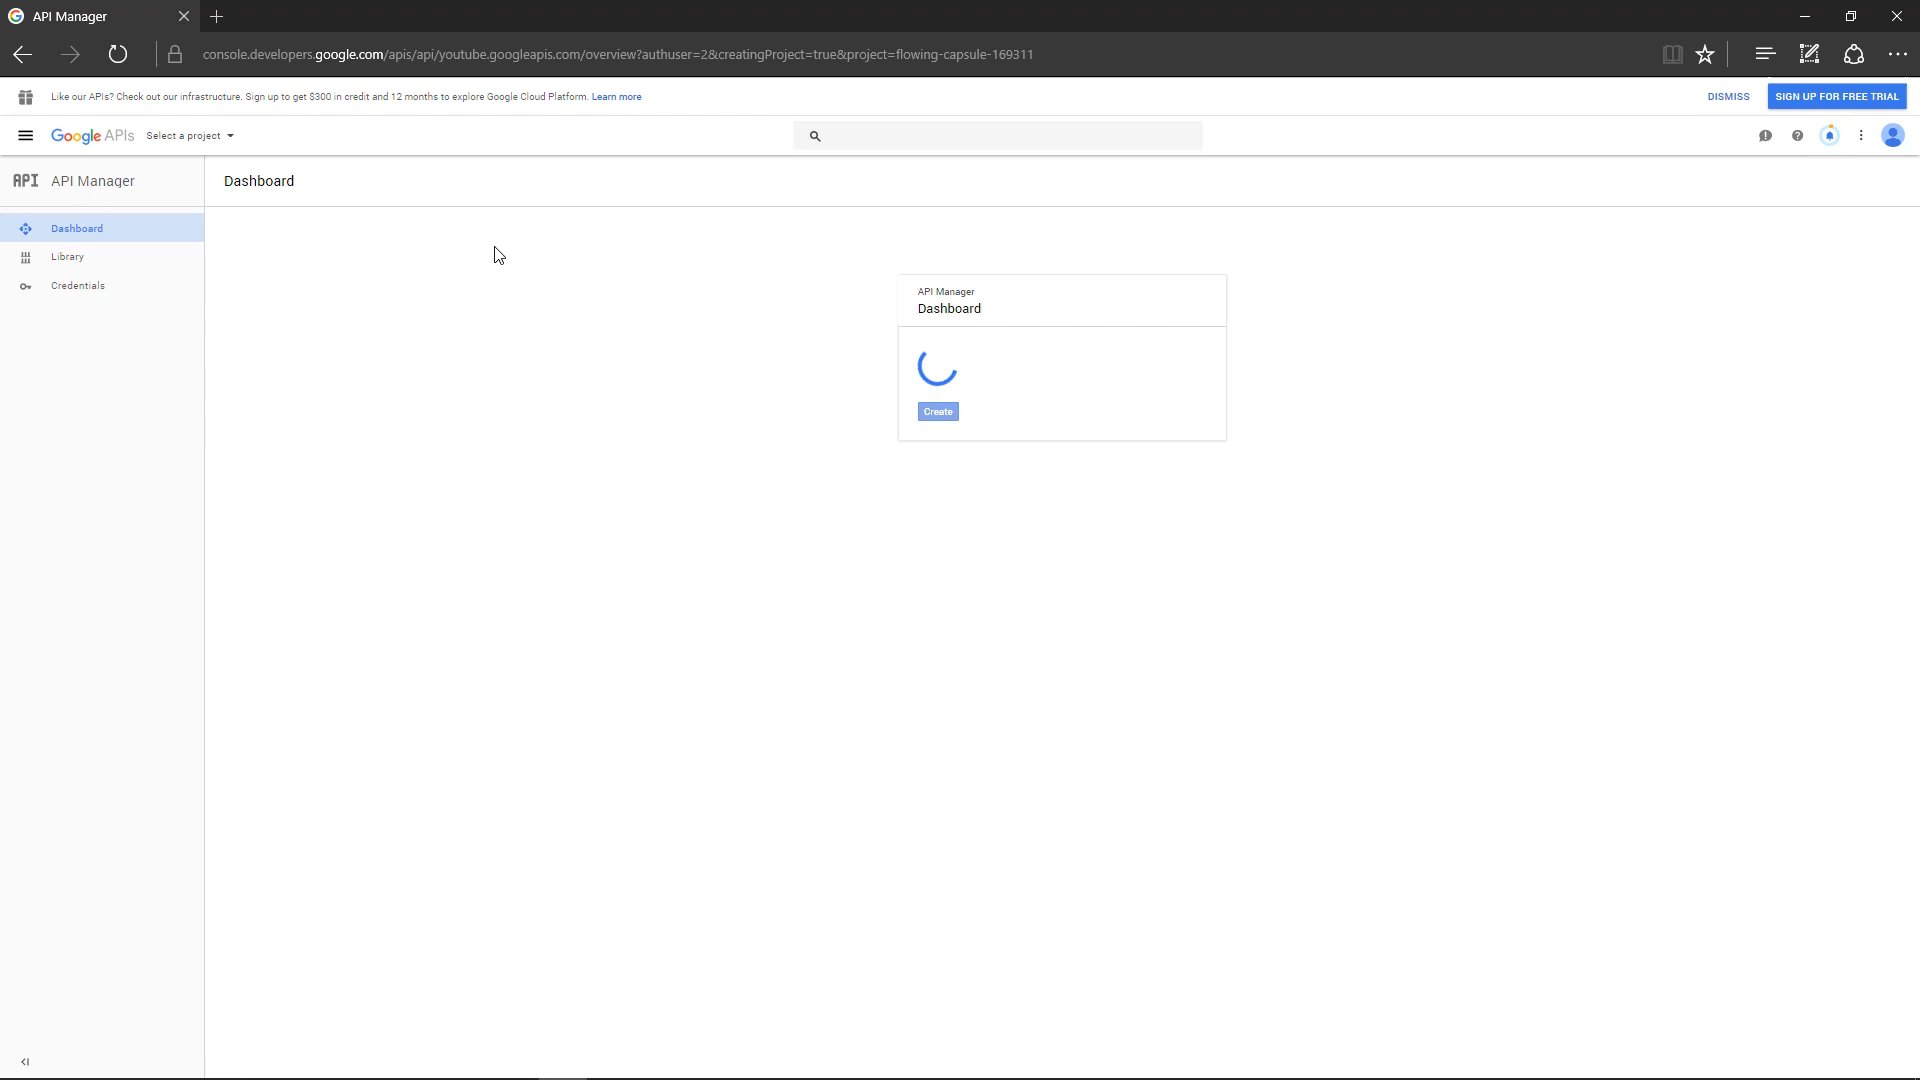 API Manager
console.developers.google.com/apis/api/youtube.googleapis.com/overview?authuser=2&creatingProject=true&project=flowing-capsule-169311
Like our APIs? Check out our infrastructure. Sign up to get $300 in credit and 12 months to explore Google Cloud Platform. Learn more
DISMISS
SIGN UP FOR FREE TRIAL
Google APIs
Select a project
API
API Manager
Dashboard
Dashboard
Library
Credentials
API Manager
Dashboard
Create